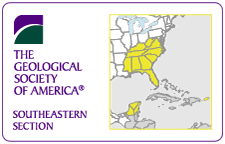 THE
GEOLOGICAL
SOCIETY
OF AMERICA®
SOUTHEASTERN
SECTION